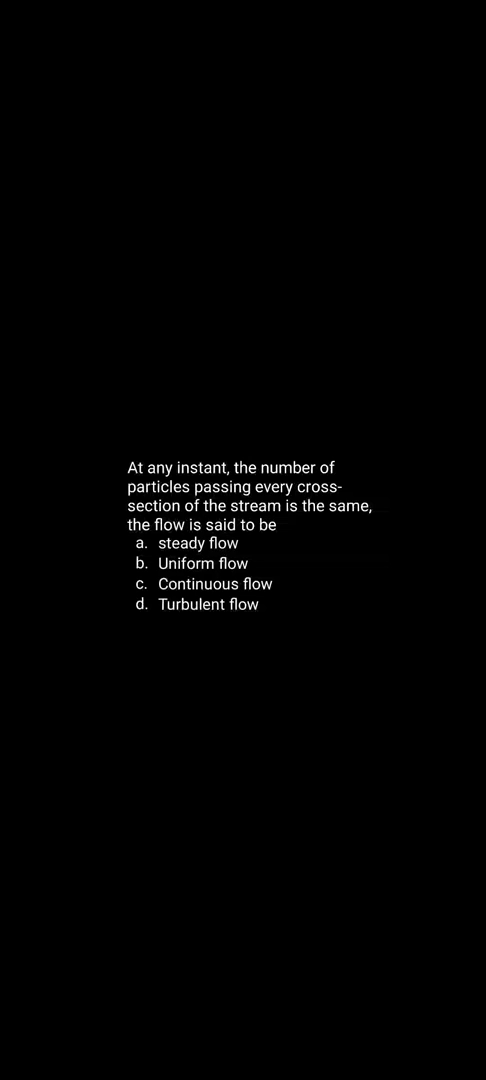 At any instant, the number of
particles passing every cross-
section of the stream is the same,
the flow is said to be
a. steady flow
b. Uniform flow
c. Continuous flow
d. Turbulent flow